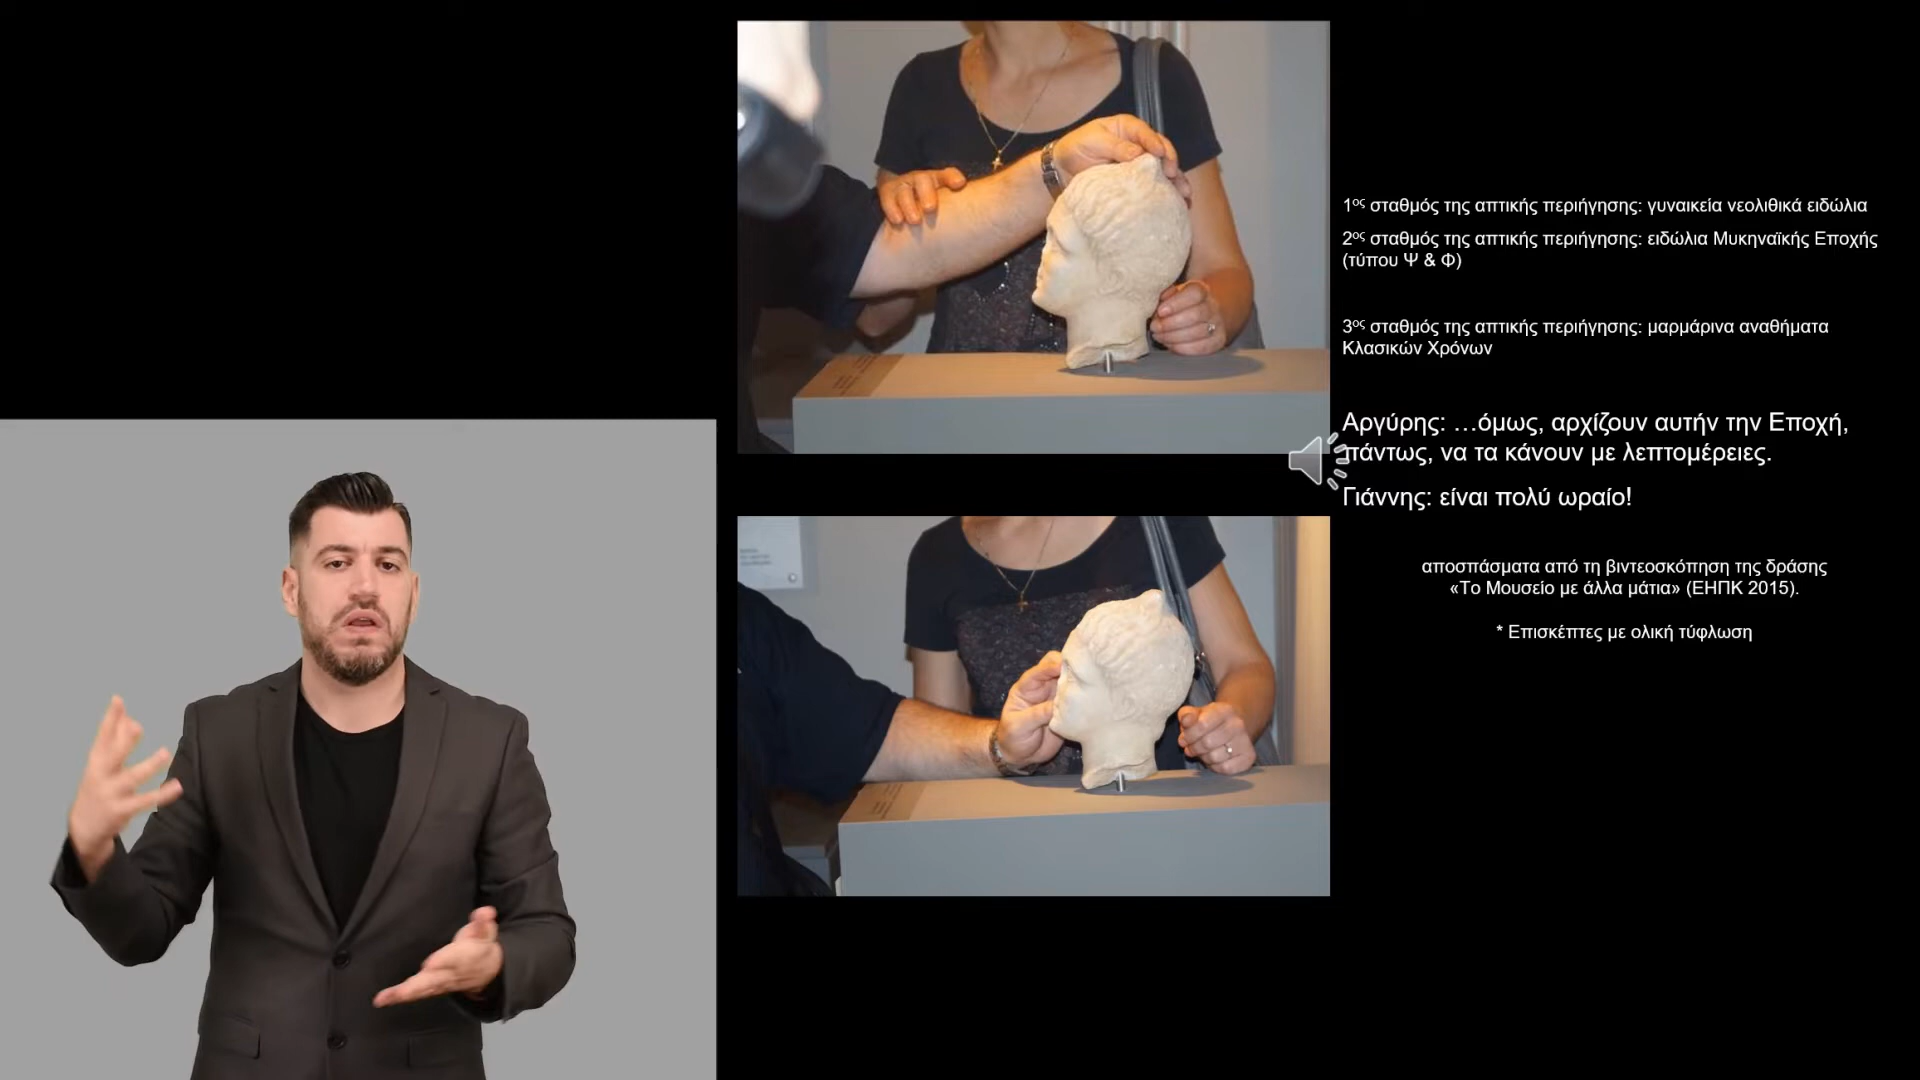 1ος σταθμός της απτικής περιήγησης: γυναικεία νεολιθικά ειδώλια
2ος σταθμός της απτικής περιήγησης: ειδώλια Μυκηναϊκής Εποχής
(τύπου Ψ & Φ)
3ος σταθμός της απτικής περιήγησης: μαρμάρινα αναθήματα
Κλασικών Χρόνων
Αργύρης: …όμως, αρχίζουν αυτήν την Εποχή,
πάντως, να τα κάνουν με λεπτομέρειες.
Γιάννης: είναι πολύ ωραίο!
αποσπάσματα από τη βιντεοσκόπηση της δράσης
«Το Μουσείο με άλλα μάτια» (ΕΗΠΚ 2015).
* Επισκέπτες με ολική τύφλωση